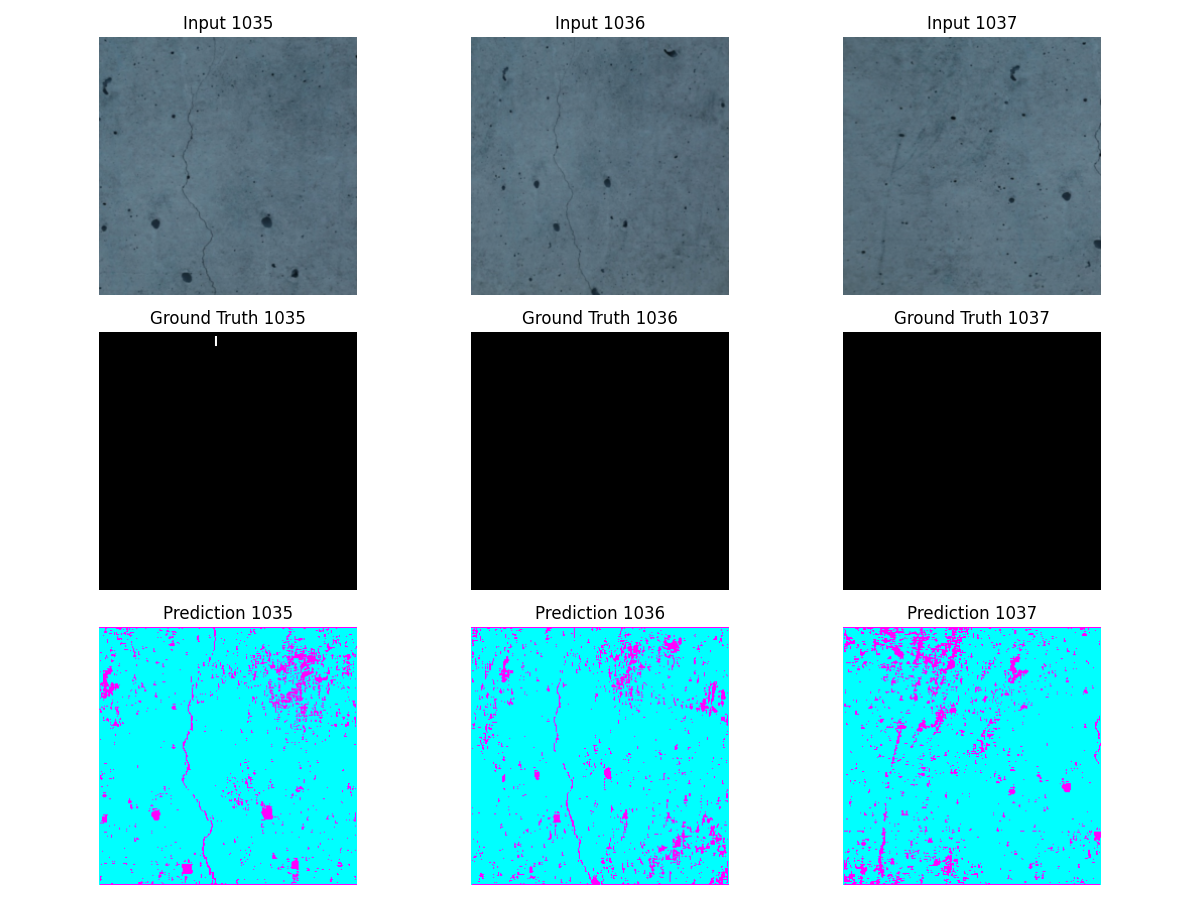 Input 1035
Input 1036
Input 1037
Ground Truth 1035
Ground Truth 1036
Ground Truth 1037
Prediction 1035
Prediction 1036
Prediction 1037